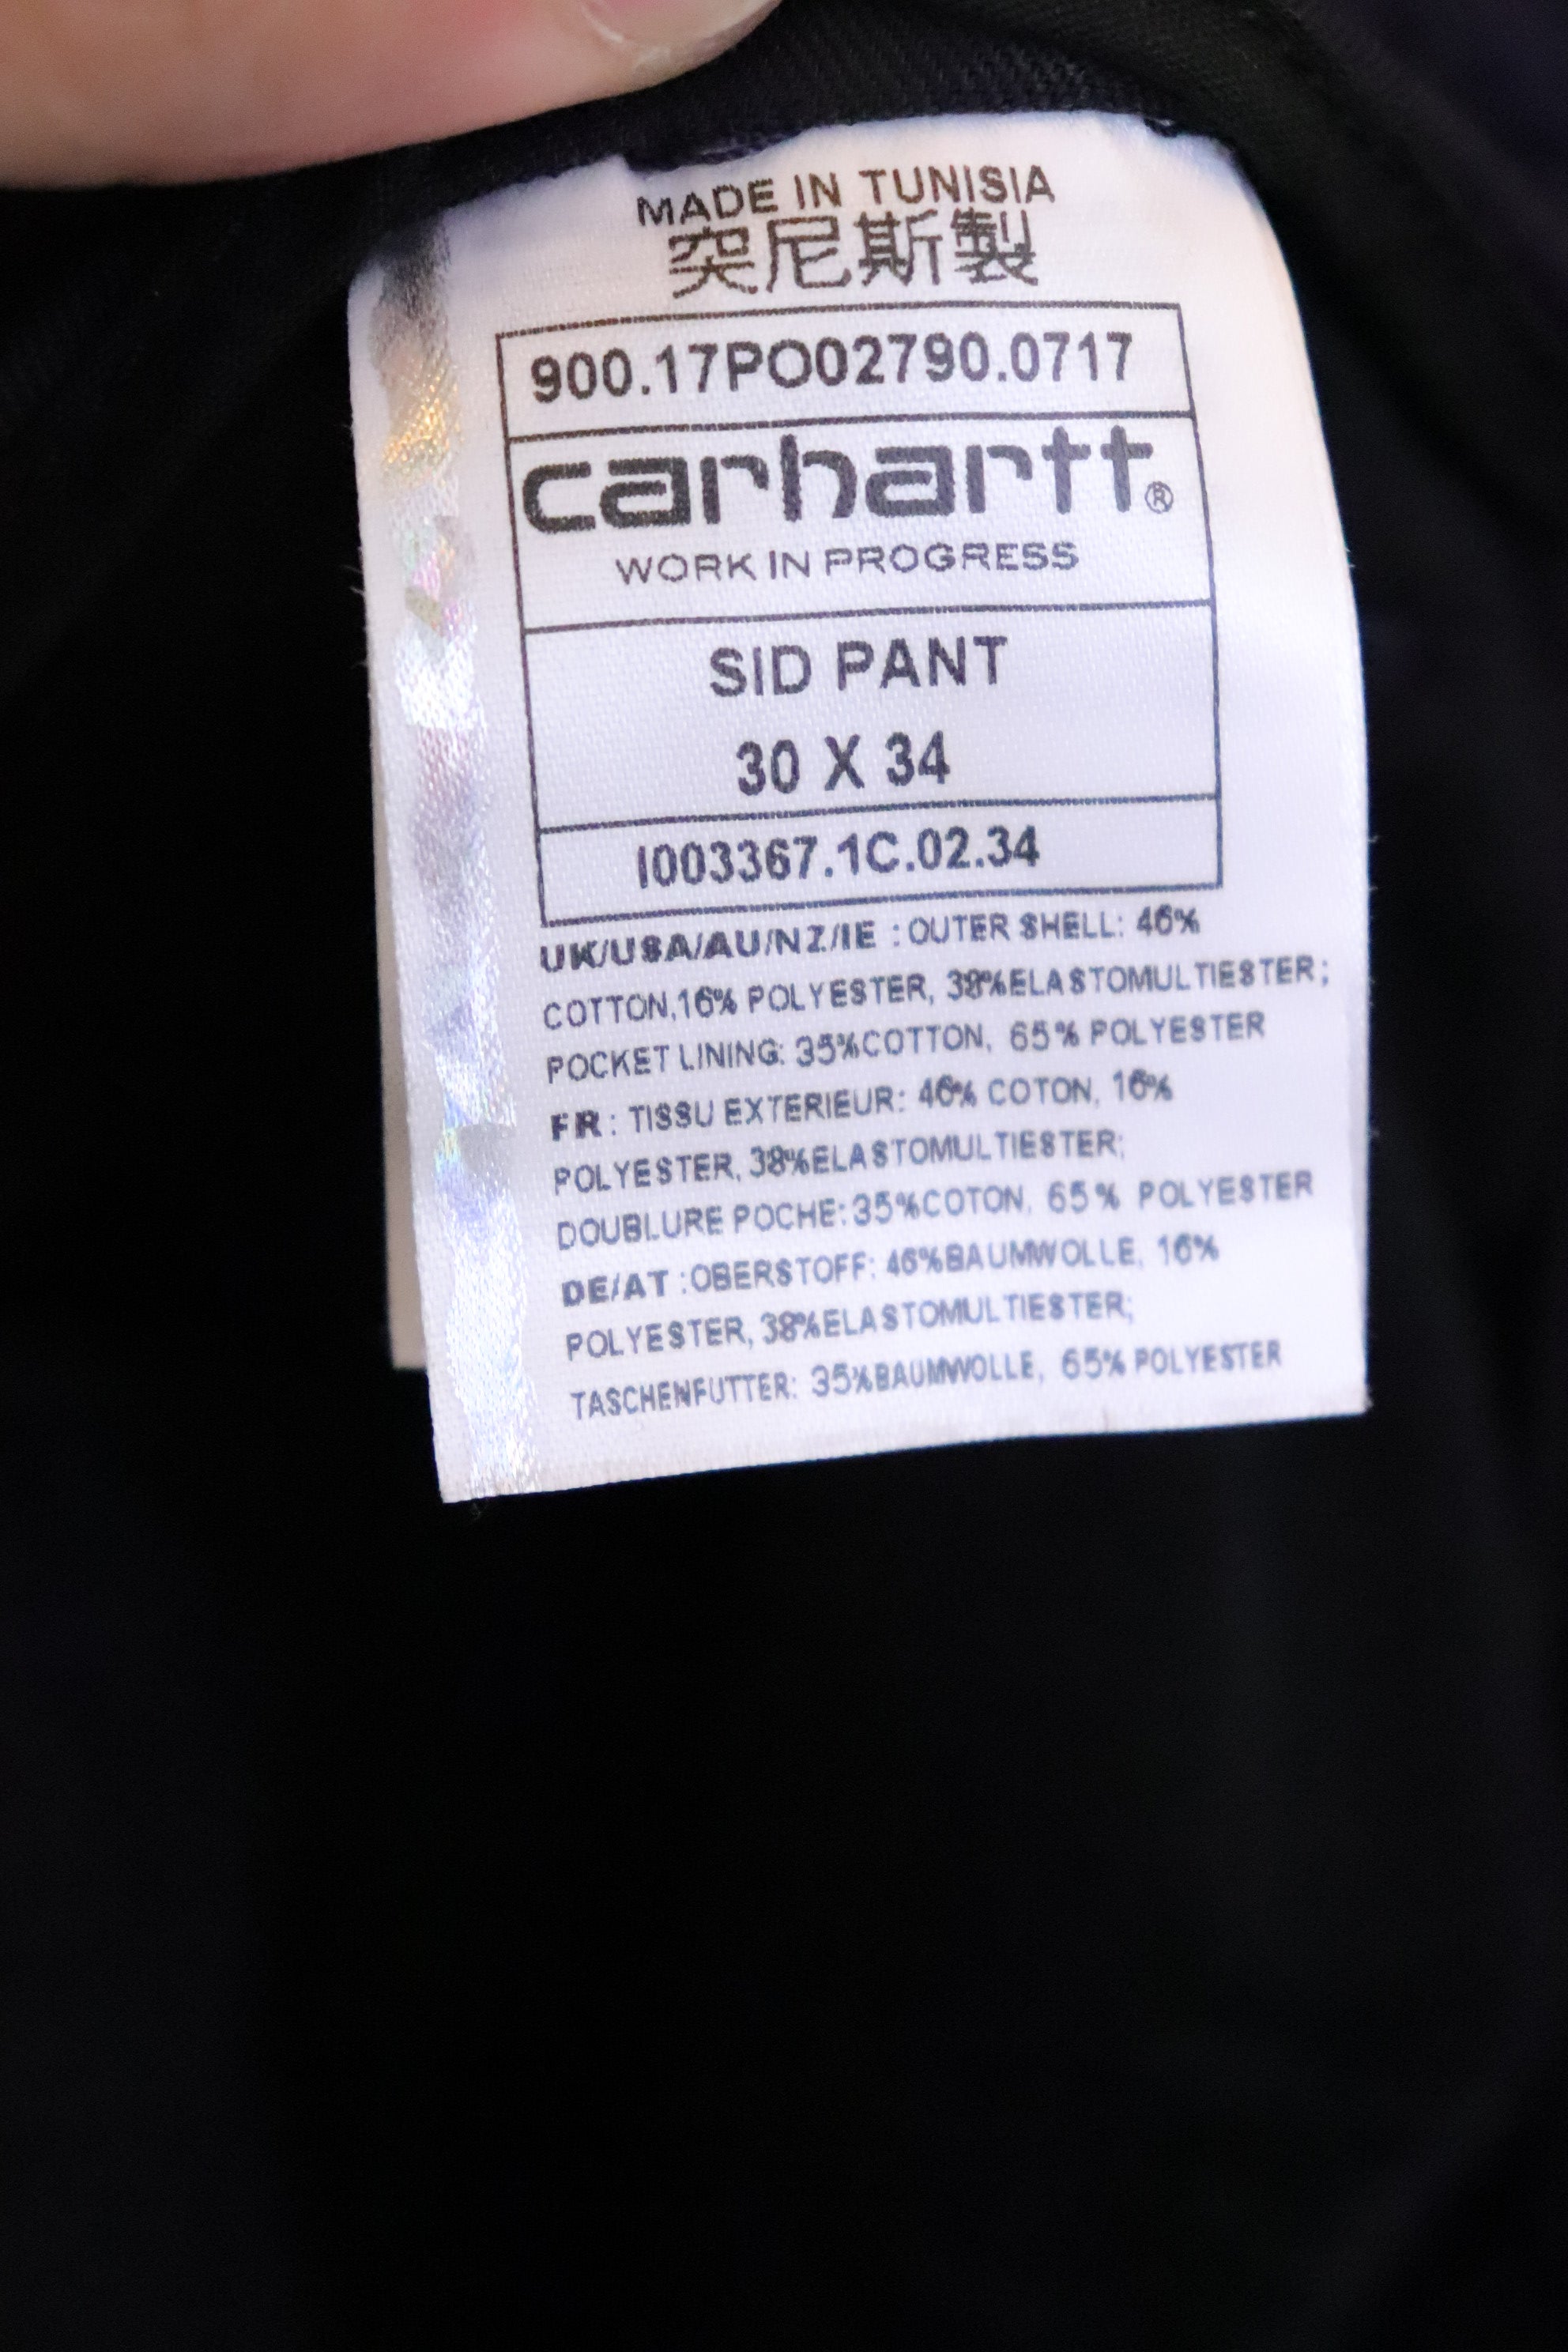 MADE IN TUNISIA
突尼斯製
900.17PO02790.0717
carhartt®
WORK IN PROGRESS
SID PANT
30 X 34
I003367.1C.02.34
UK/USA/AU/NZ/IE : OUTER SHELL: 46%
COTTON,16% POLYESTER, 38%ELASTOMULTIESTER;
POCKET LINING: 35%COTTON, 65% POLYESTER
FR : TISSU EXTERIEUR: 46% COTON, 16%
POLYESTER, 38%ELASTOMULTIESTER;
DOUBLURE POCHE: 35%COTON, 65% POLYESTER
DE/AT :OBERSTOFF: 46%BAUMWOLLE, 16%
POLYESTER, 38%ELASTOMULTIESTER;
TASCHENFUTTER: 35%BAUMWOLLE, 65% POLYESTER